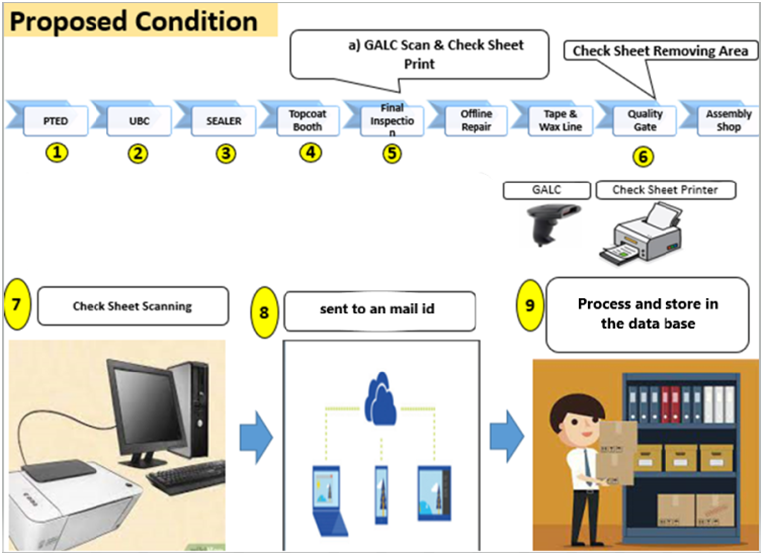 Proposed Condition
a) GALC Scan & Check Sheet
Print
Check Sheet Removing Area
PTED
UBC
SEALER
Topcoat
Booth
Final
Inspectio
n
Offline
Repair
Tape &
Wax Line
Quality
Gate
Assembly
Shop
1
2
3
4
5
6
GALC
Check Sheet Printer
7
Check Sheet Scanning
8
sent to an mail id
9
Process and store in
the data base